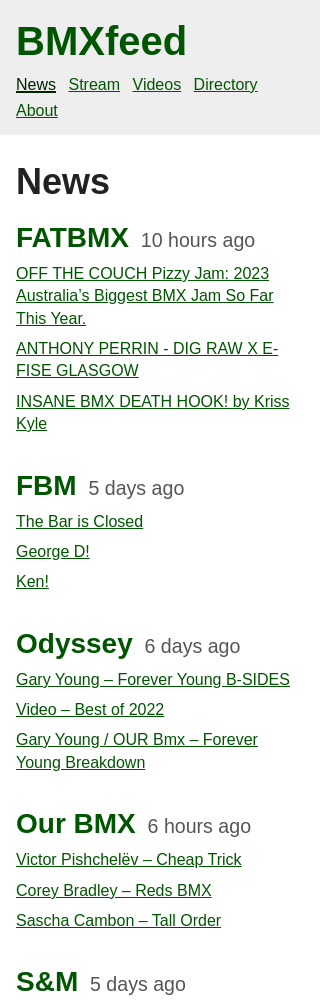 BMXfeed
News Stream Videos Directory
About
News
FATBMX 10 hours ago
OFF THE COUCH Pizzy Jam: 2023
Australia’s Biggest BMX Jam So Far
This Year.
ANTHONY PERRIN - DIG RAW X E-
FISE GLASGOW
INSANE BMX DEATH HOOK! by Kriss
Kyle
FBM 5 days ago
The Bar is Closed
George D!
Ken!
Odyssey 6 days ago
Gary Young – Forever Young B-SIDES
Video – Best of 2022
Gary Young / OUR Bmx – Forever
Young Breakdown
Our BMX 6 hours ago
Victor Pishchelëv – Cheap Trick
Corey Bradley – Reds BMX
Sascha Cambon – Tall Order
S&M 5 days ago